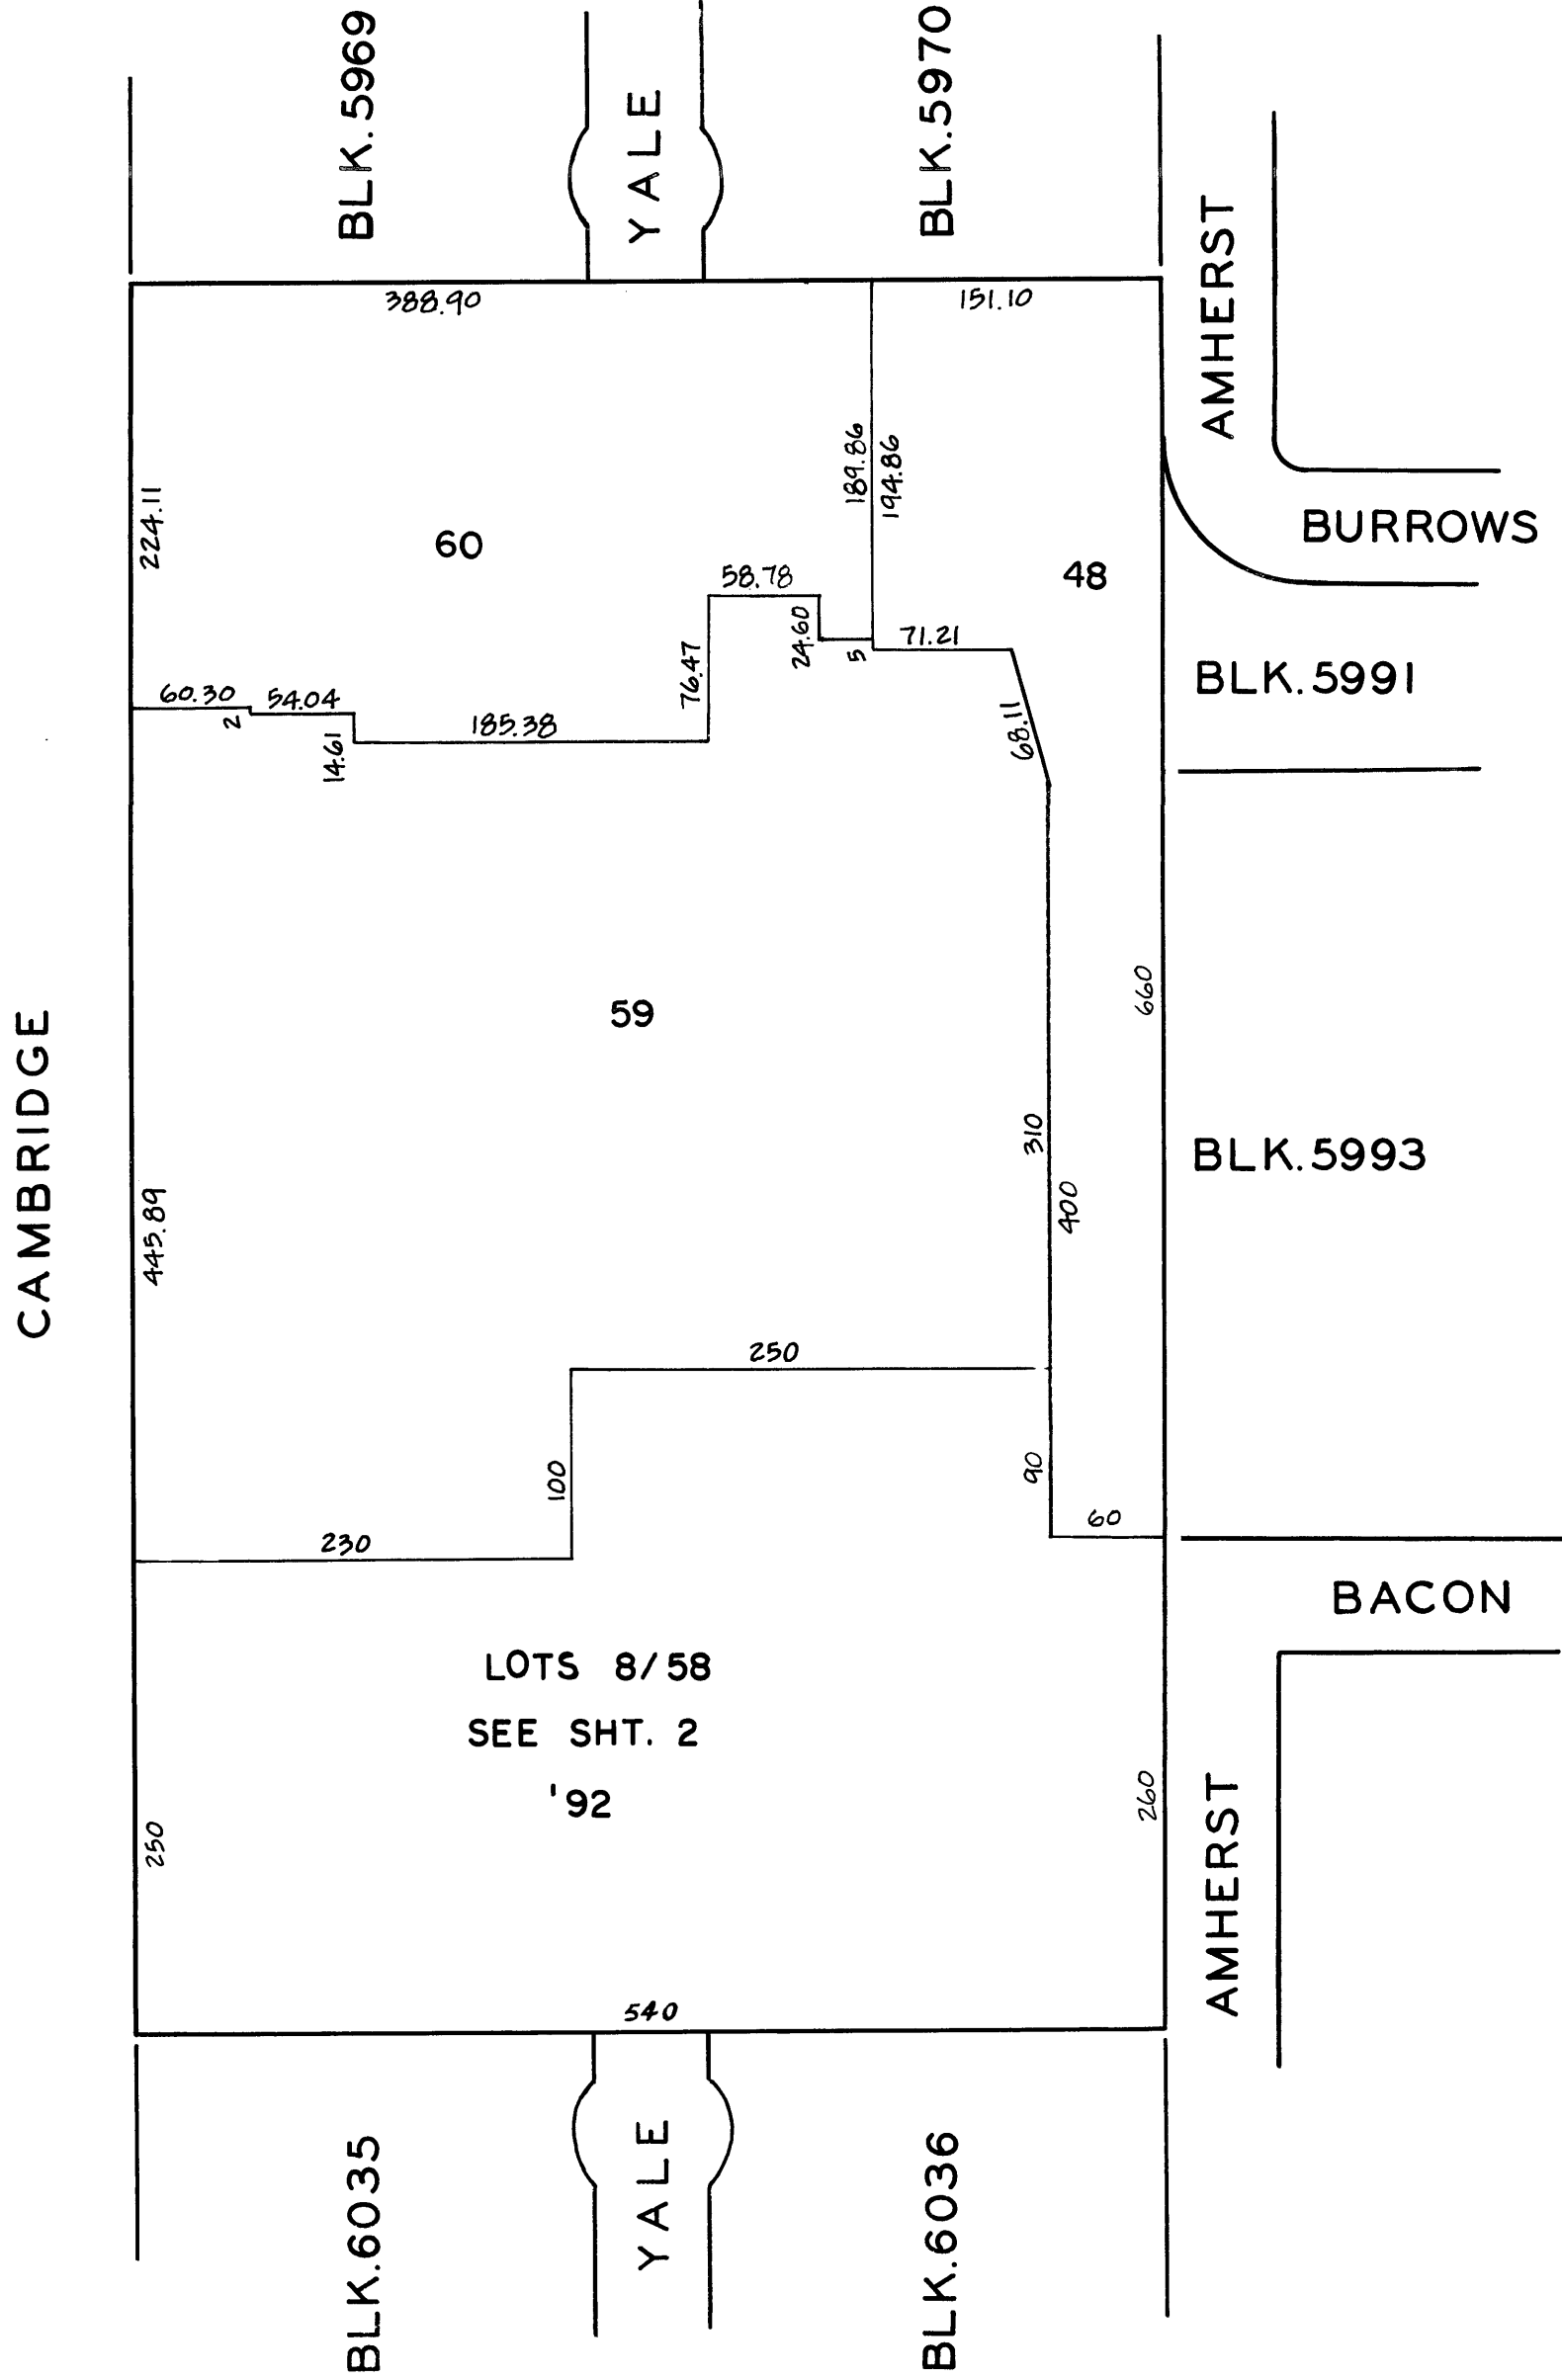 BLK. 5969
YALE
BLK. 5970
AMHERST
388.90
151.10
224.11
189.86
194.86
BURROWS
60
48
58.78
24.60
5
71.21
76.47
68.11
BLK. 5991
60.30
2
54.04
14.61
185.38
660
59
CAMBRIDGE
445.89
310
400
BLK. 5993
250
100
90
230
60
BACON
LOTS 8/58
SEE SHT. 2
'92
250
260
AMHERST
540
BLK. 6035
YALE
BLK. 6036